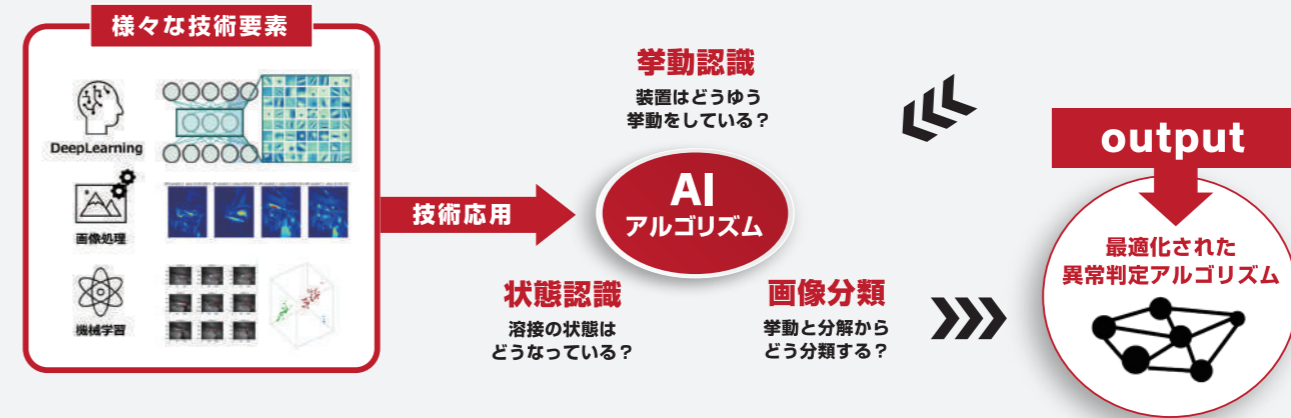 様々な技術要素
DeepLearning
画像処理
機械学習
技術応用
挙動認識
装置はどうゆう
挙動をしている？
AI
アルゴリズム
状態認識
溶接の状態は
どうなっている？
画像分類
挙動と分解から
どう分類する？
output
最適化された
異常判定アルゴリズム